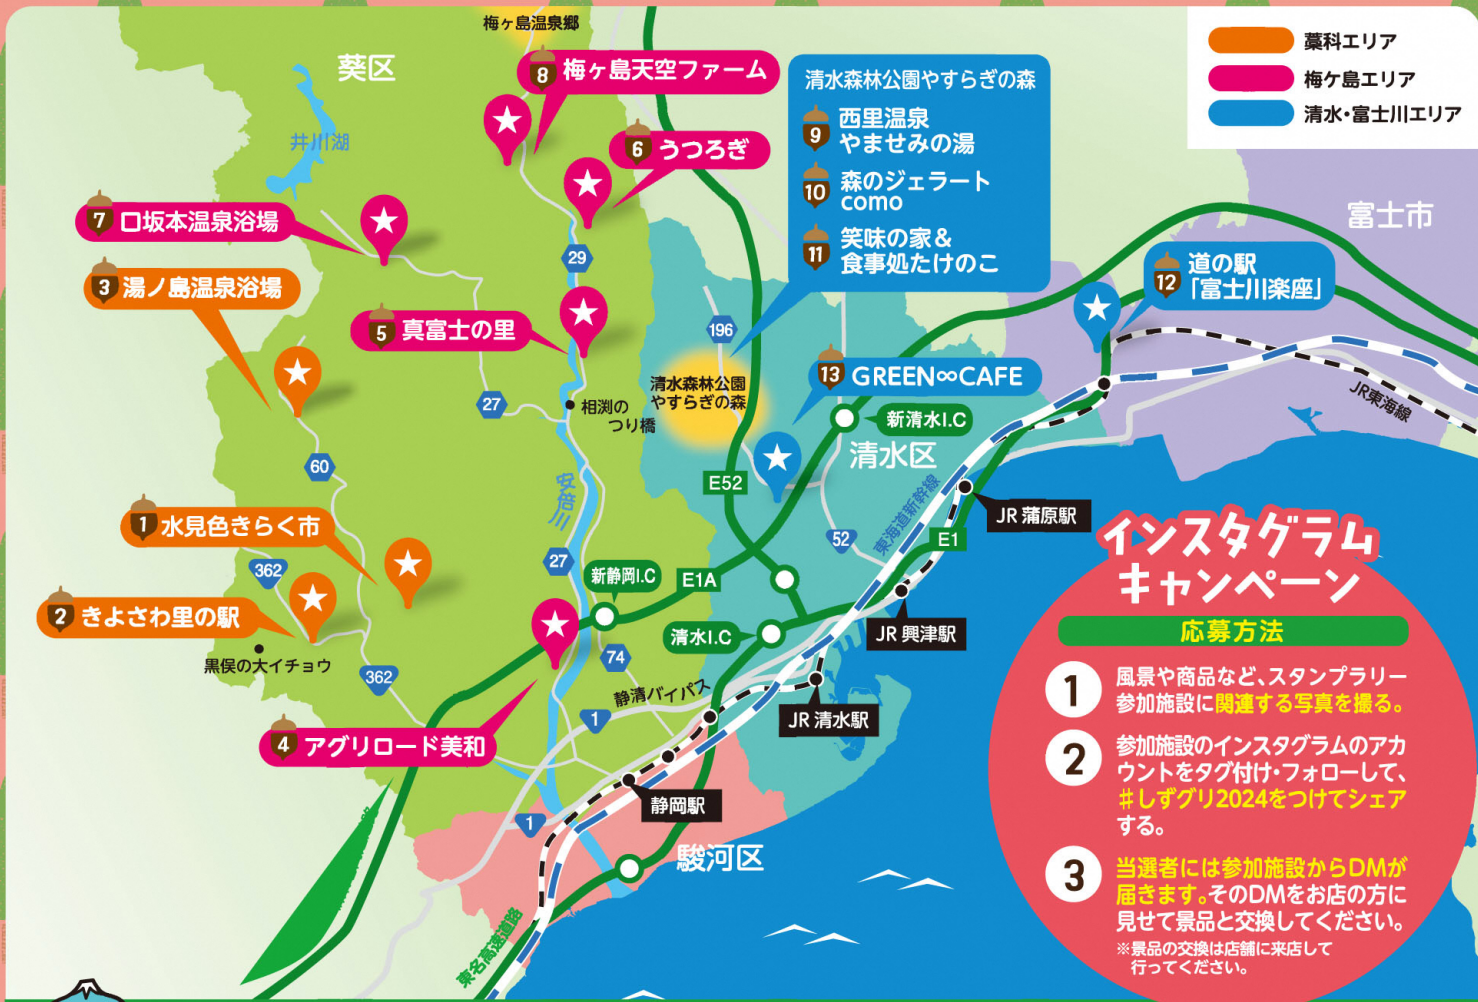 梅ヶ島温泉郷
葵区
井川湖
8 梅ヶ島天空ファーム
6 うつろぎ
7 口坂本温泉浴場
3 湯ノ島温泉浴場
5 真富士の里
1 水見色きらく市
2 きよさわ里の駅
4 アグリロード美和
清水森林公園やすらぎの森
9 西里温泉
やませみの湯
10 森のジェラート
como
11 笑味の家&
食事処たけのこ
藁科エリア
梅ケ島エリア
清水・富士川エリア
富士市
12 道の駅
「富士川楽座」
13 GREEN∞CAFE
清水森林公園
やすらぎの森
29
196
27
相渕の
つり橋
新清水I.C
清水区
JR東海線
60
E52
安倍川
東海道新幹線
JR 蒲原駅
52
E1
362
27
新静岡I.C
E1A
JR 興津駅
清水I.C
黒俣の大イチョウ
362
74
静清バイパス
1
JR 清水駅
静岡駅
1
駿河区
東名高速道路
インスタグラム
キャンペーン
応募方法
1 風景や商品など、スタンプラリー
参加施設に関連する写真を撮る。
2 参加施設のインスタグラムのアカ
ウントをタグ付け・フォローして、
#しずグリ2024をつけてシェア
する。
3 当選者には参加施設からDMが
届きます。そのDMをお店の方に
見せて景品と交換してください。
※景品の交換は店舗に来店して
行ってください。